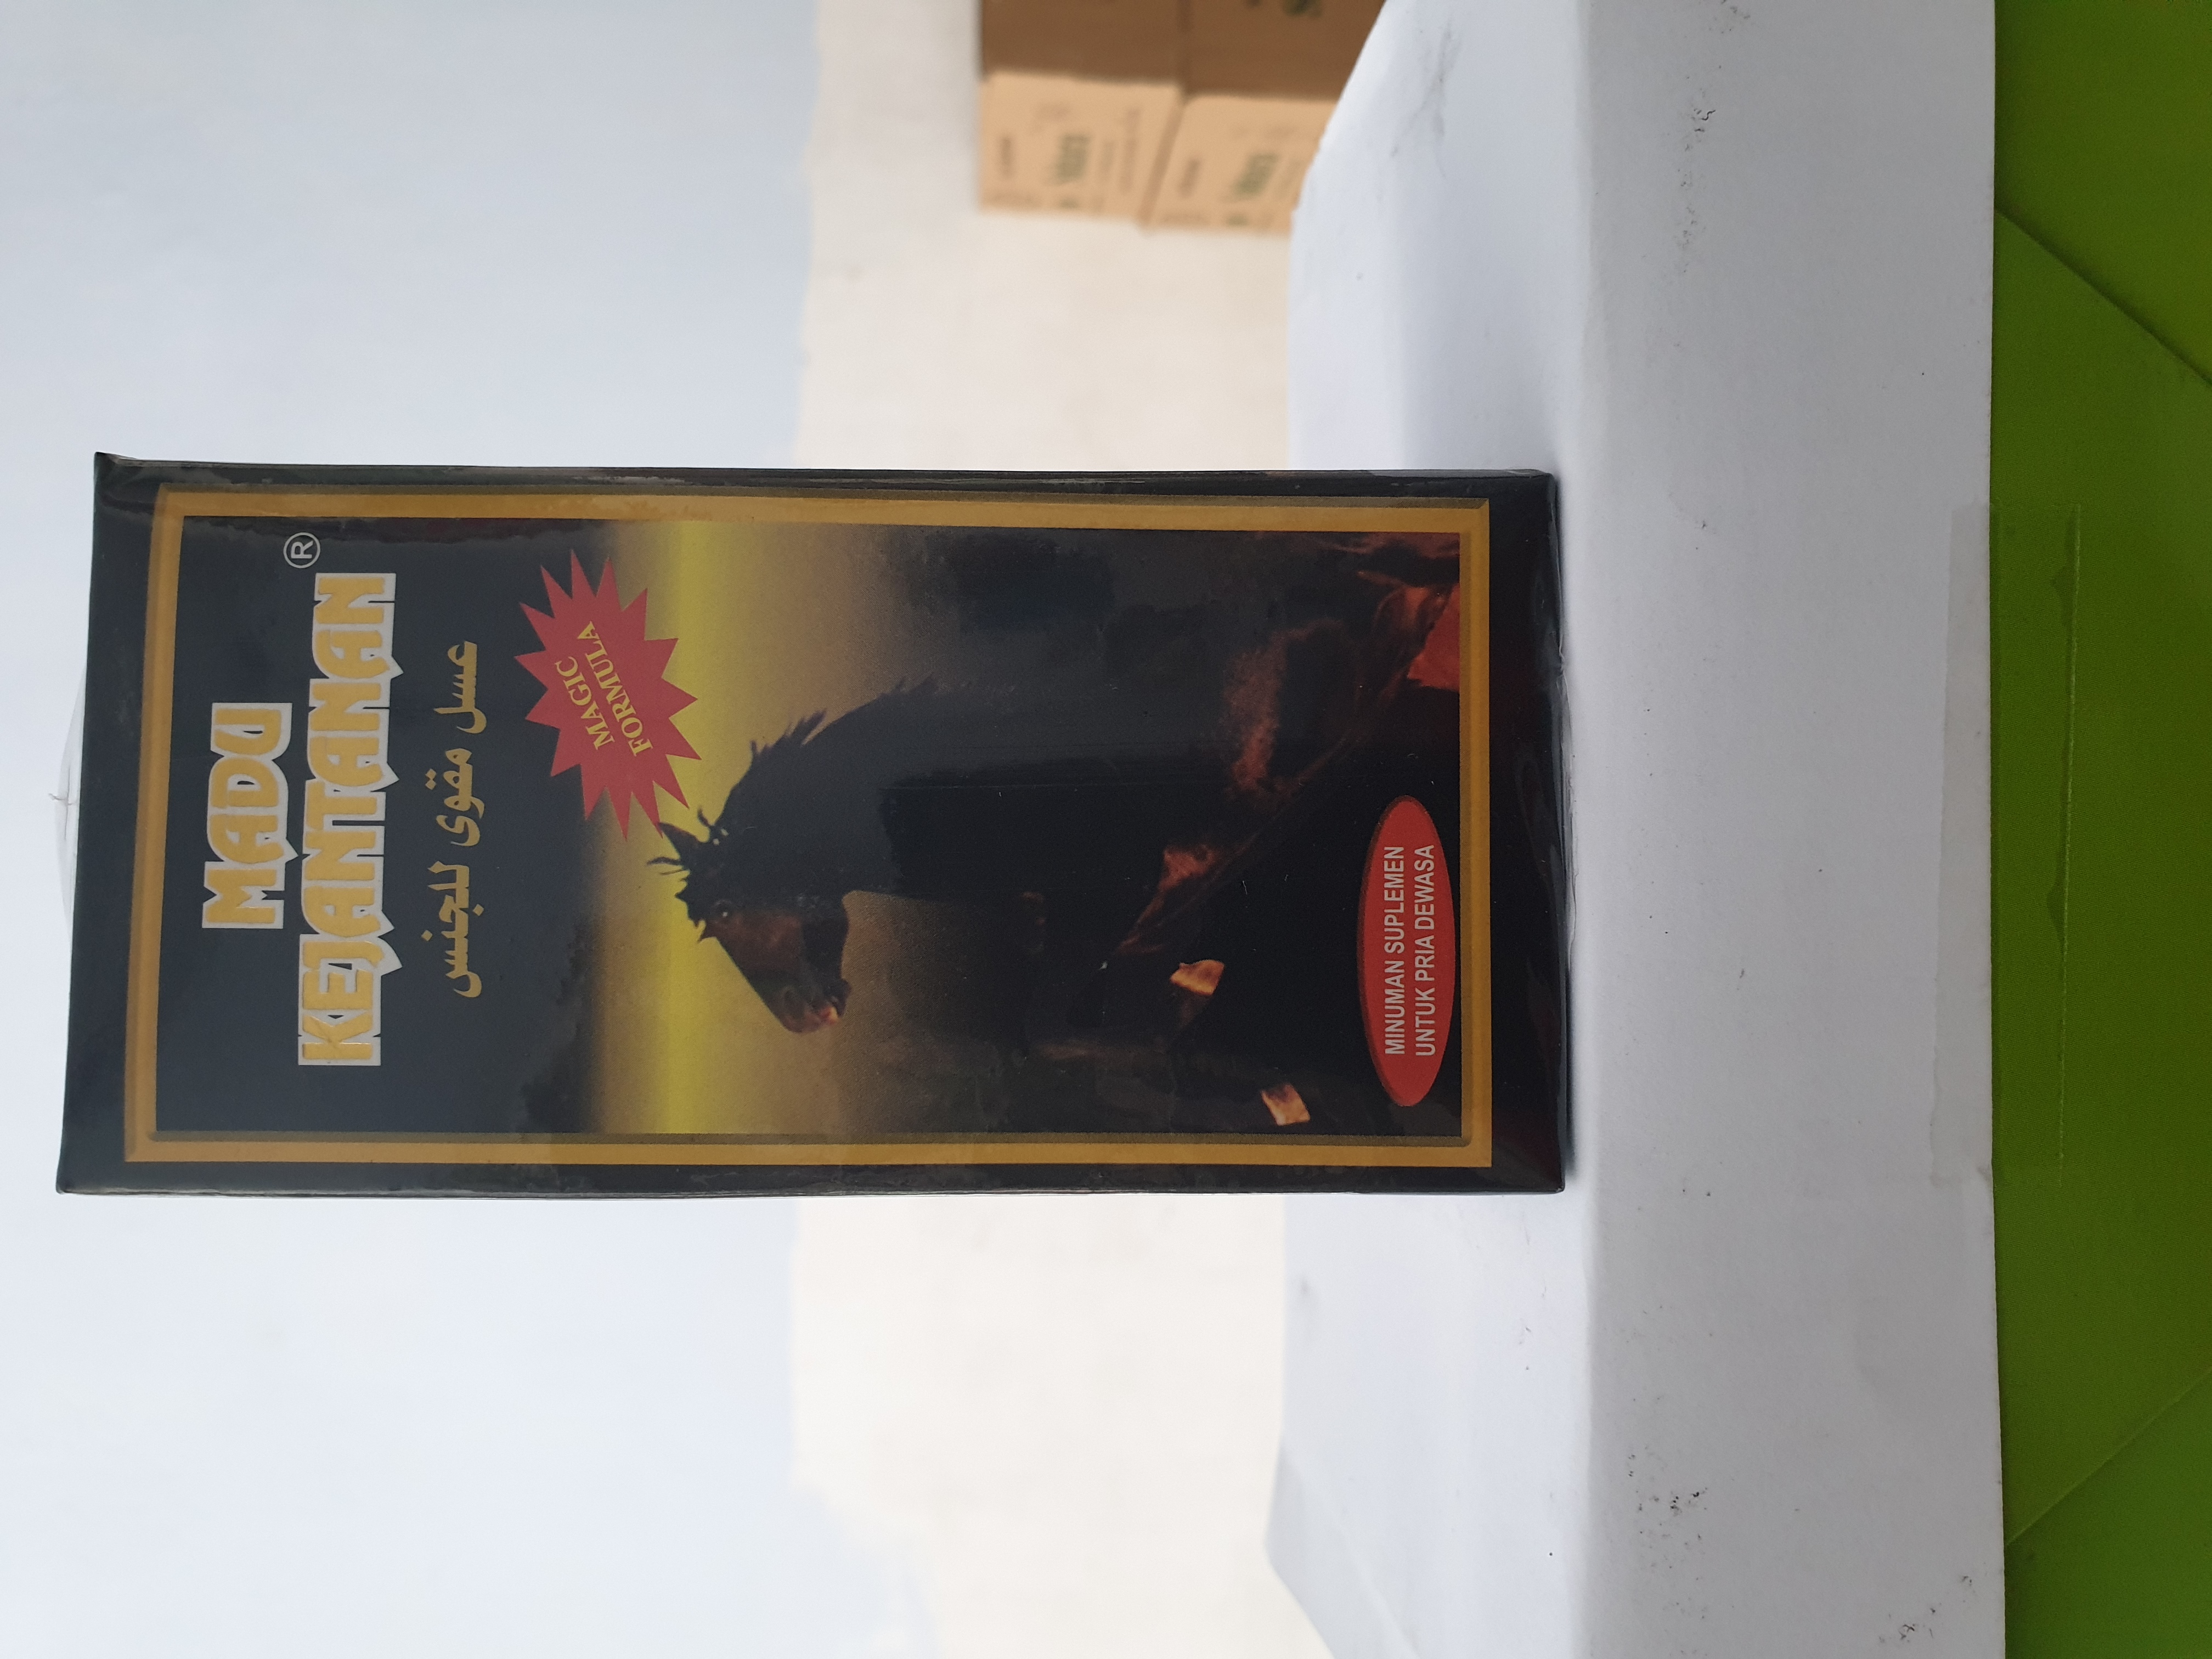 MADU
KEJANTANAN®
عسل مقوى للجنس
MAGIC
FORMULA
MINUMAN SUPLEMEN
UNTUK PRIA DEWASA